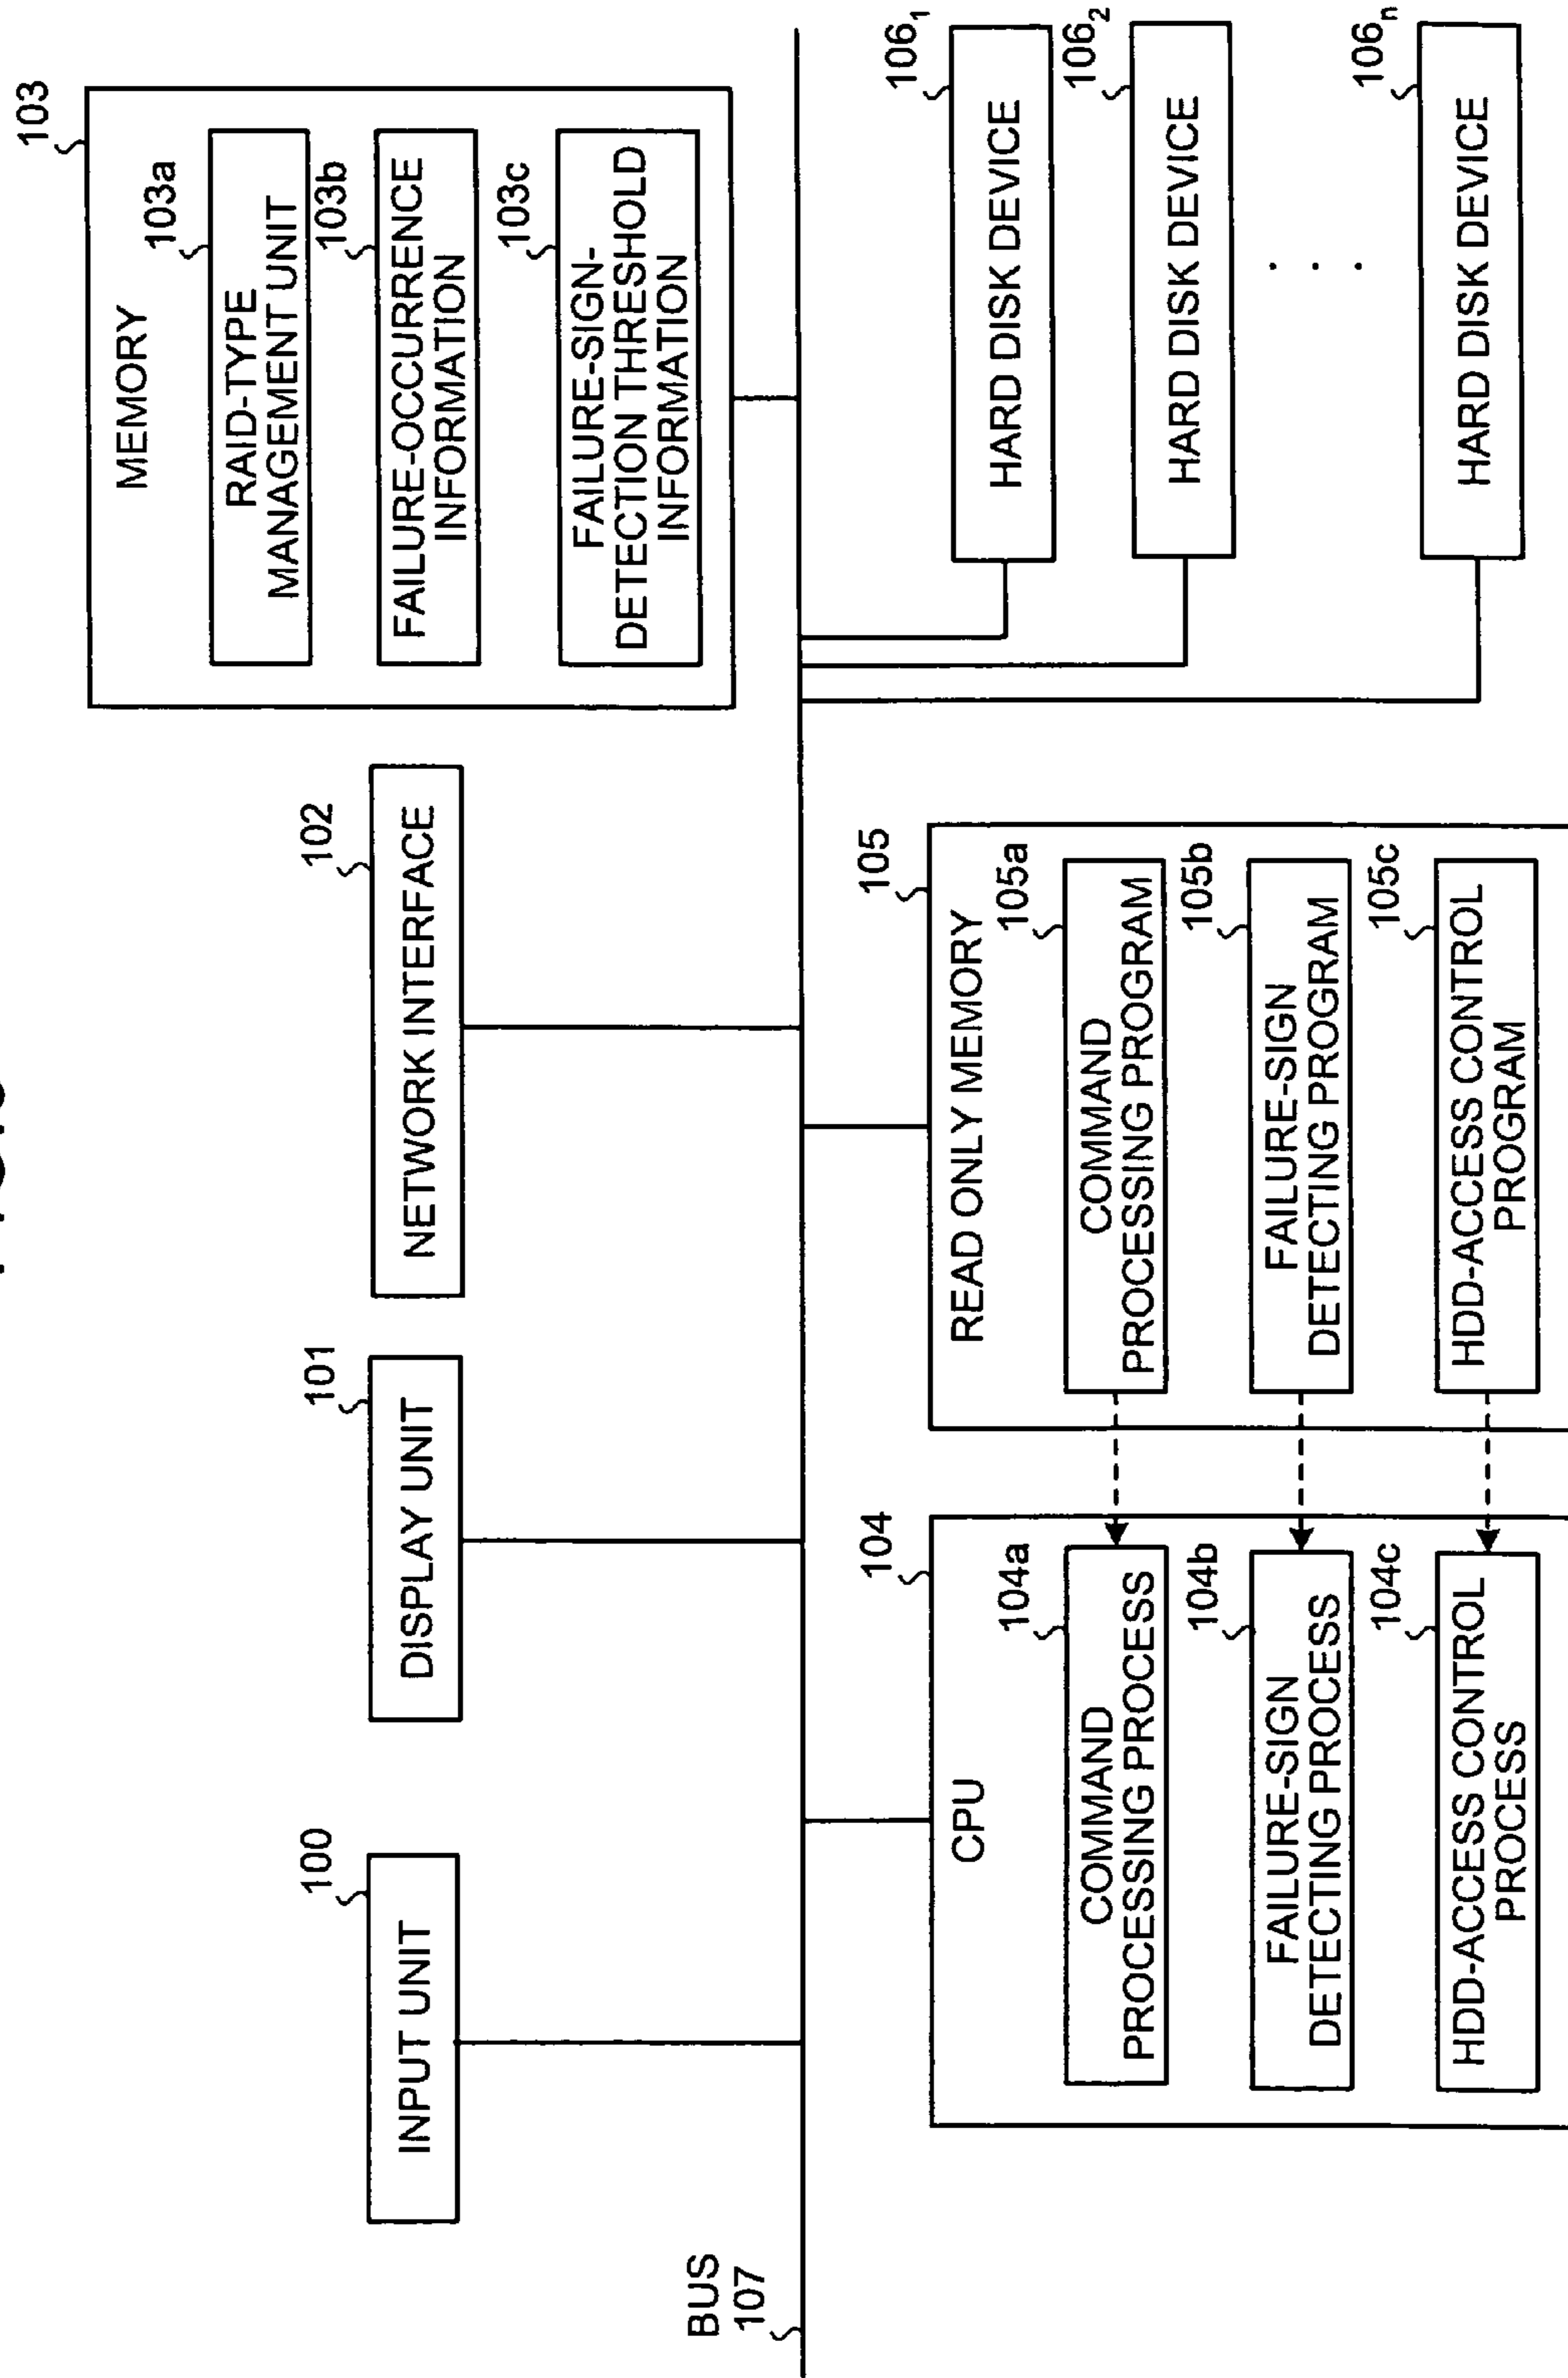 100
INPUT UNIT
101
DISPLAY UNIT
102
NETWORK INTERFACE
103
MEMORY
103a
RAID-TYPE
MANAGEMENT UNIT
103b
FAILURE-OCCURRENCE
INFORMATION
103c
FAILURE-SIGN-
DETECTION THRESHOLD
INFORMATION
BUS
107
104
CPU
104a
COMMAND
PROCESSING PROCESS
104b
FAILURE-SIGN
DETECTING PROCESS
104c
HDD-ACCESS CONTROL
PROCESS
105
READ ONLY MEMORY
105a
COMMAND
PROCESSING PROGRAM
105b
FAILURE-SIGN
DETECTING PROGRAM
105c
HDD-ACCESS CONTROL
PROGRAM
106₁
HARD DISK DEVICE
106₂
HARD DISK DEVICE
. . .
106ₙ
HARD DISK DEVICE